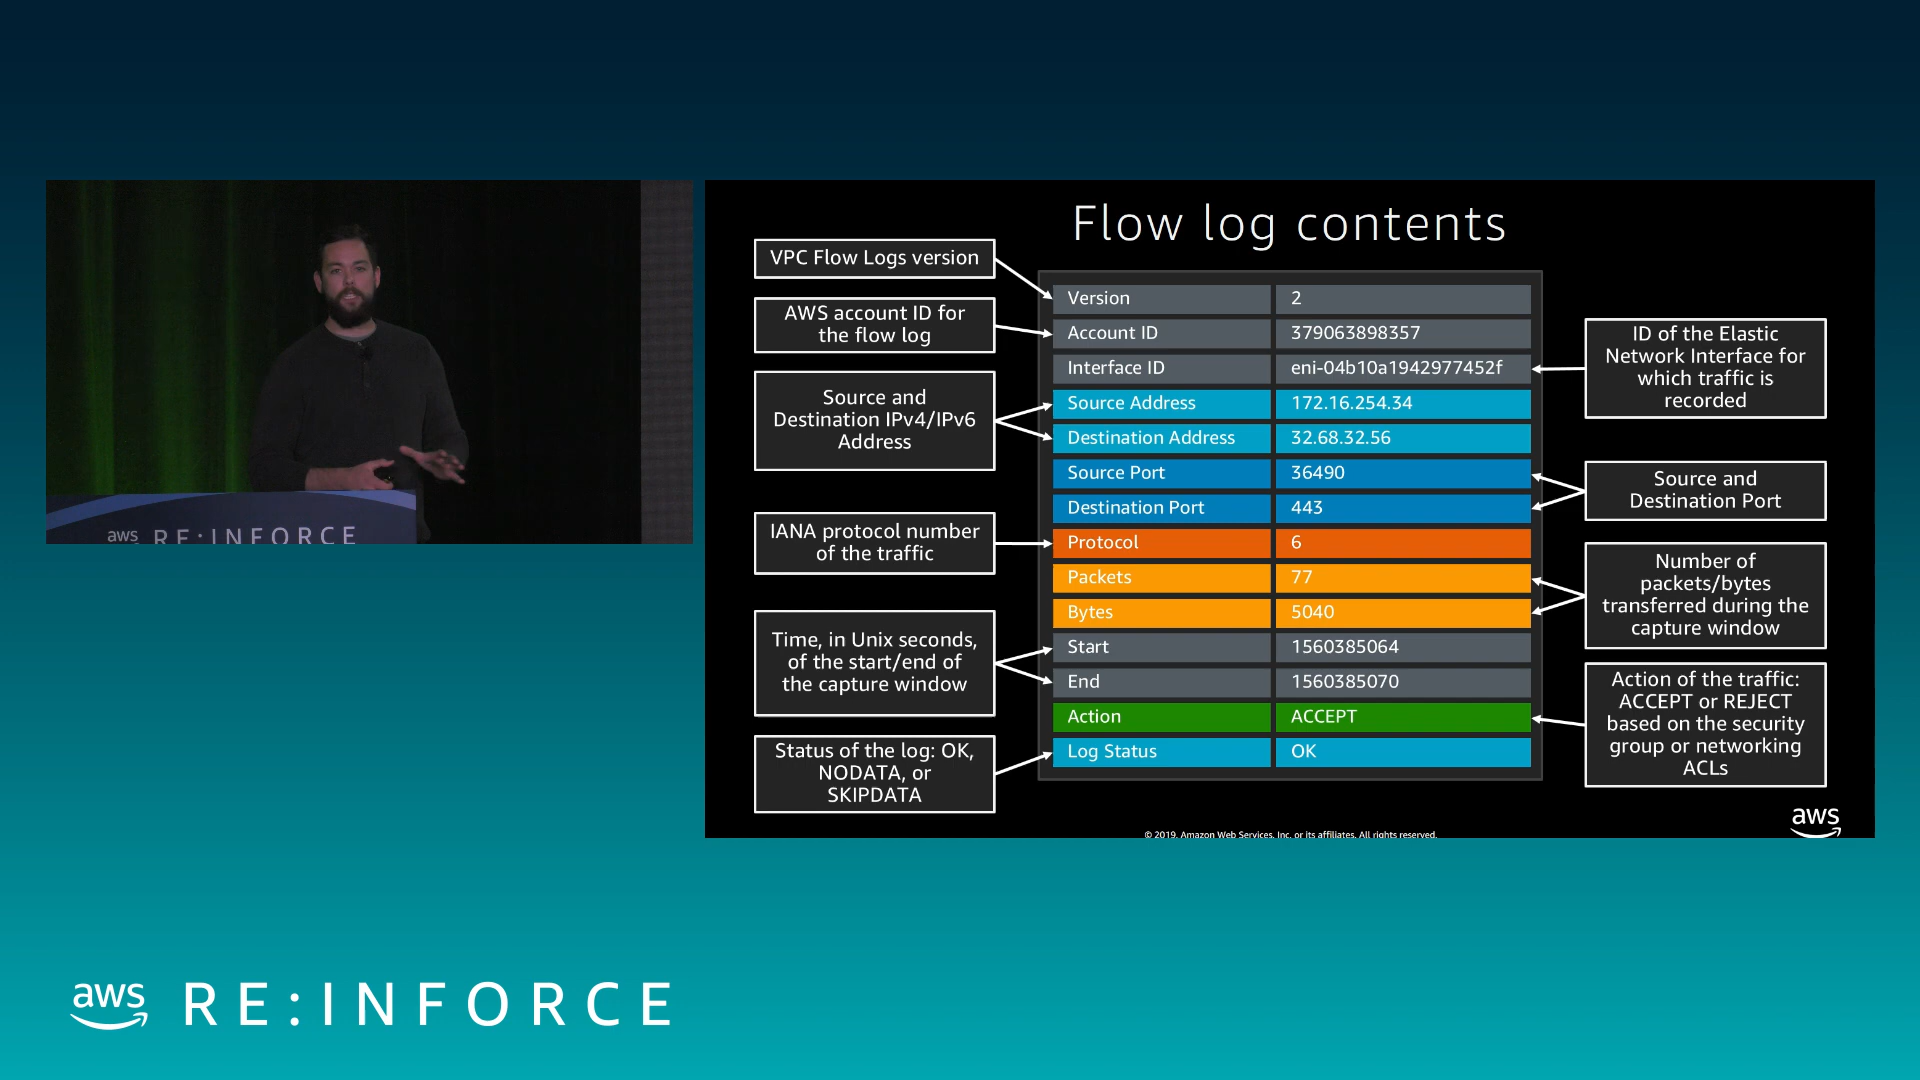 Flow log contents
VPC Flow Logs version
AWS account ID for
the flow log
Source and
Destination IPv4/IPv6
Address
IANA protocol number
of the traffic
Time, in Unix seconds,
of the start/end of
the capture window
Status of the log: OK,
NODATA, or
SKIPDATA
Version 2
Account ID 379063898357
Interface ID eni-04b10a1942977452f
Source Address 172.16.254.34
Destination Address 32.68.32.56
Source Port 36490
Destination Port 443
Protocol 6
Packets 77
Bytes 5040
Start 1560385064
End 1560385070
Action ACCEPT
Log Status OK
ID of the Elastic
Network Interface for
which traffic is
recorded
Source and
Destination Port
Number of
packets/bytes
transferred during the
capture window
Action of the traffic:
ACCEPT or REJECT
based on the security
group or networking
ACLs
aws
© 2019, Amazon Web Services, Inc. or its affiliates. All rights reserved.
aws RE:INFORCE
aws RE:INFORCE